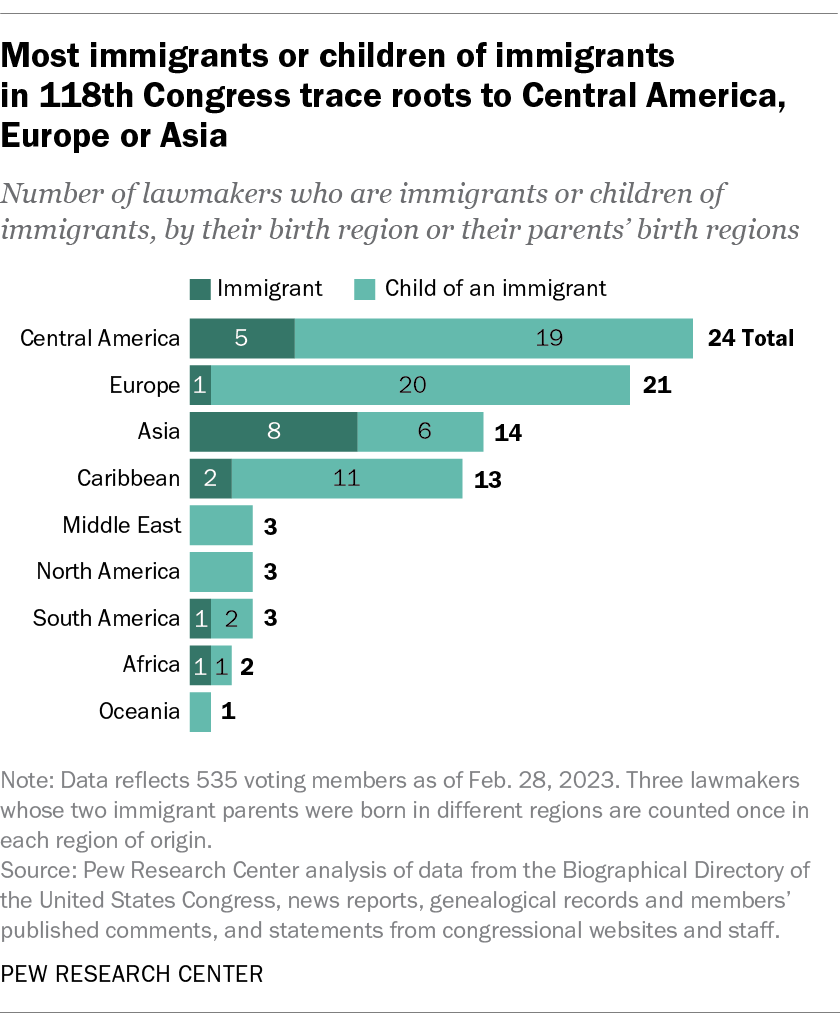 Most immigrants or children of immigrants
in 118th Congress trace roots to Central America,
Europe or Asia
Number of lawmakers who are immigrants or children of
immigrants, by their birth region or their parents’ birth regions
Immigrant Child of an immigrant
Central America 5 19 24 Total
Europe 1 20 21
Asia 8 6 14
Caribbean 2 11 13
Middle East 3
North America 3
South America 1 2 3
Africa 1 1 2
Oceania 1
Note: Data reflects 535 voting members as of Feb. 28, 2023. Three lawmakers
whose two immigrant parents were born in different regions are counted once in
each region of origin.
Source: Pew Research Center analysis of data from the Biographical Directory of
the United States Congress, news reports, genealogical records and members’
published comments, and statements from congressional websites and staff.
PEW RESEARCH CENTER